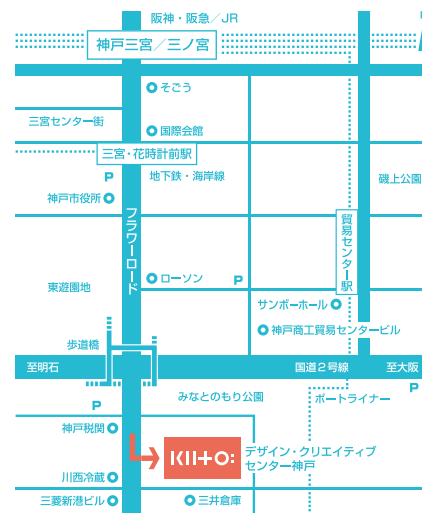 阪神・阪急／JR
神戸三宮／三ノ宮
そごう
三宮センター街
国際会館
三宮・花時計前駅
P
地下鉄・海岸線
磯上公園
神戸市役所
フラワーロード
貿易センター駅
ローソン
P
東遊園地
サンボーホール
神戸商工貿易センタービル
歩道橋
至明石
国道2号線
至大阪
P
みなとのもり公園
ポートライナー
P
神戸税関
KIITO:
デザイン・クリエイティブ
センター神戸
川西冷蔵
三菱新港ビル
三井倉庫